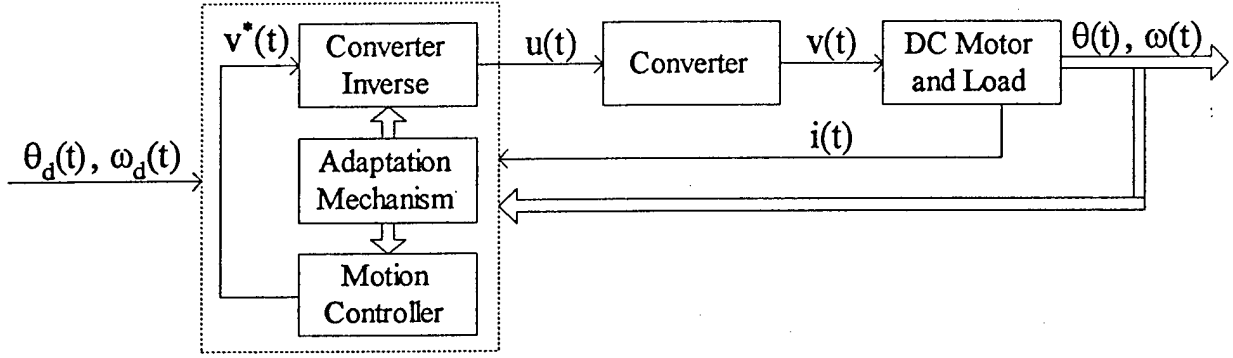 v*(t)
Converter
Inverse
u(t)
Converter
v(t)
DC Motor
and Load
θ(t), ω(t)
i(t)
θd(t), ωd(t)
Adaptation
Mechanism
Motion
Controller